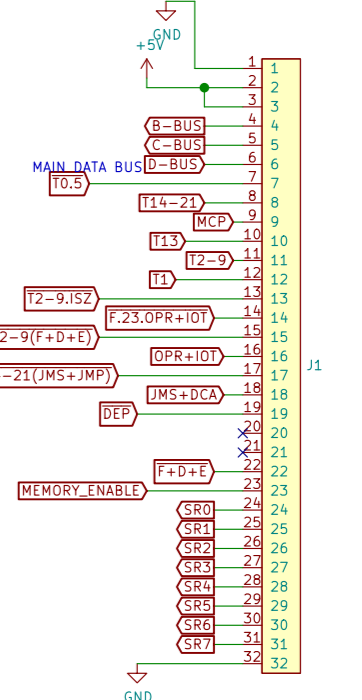 GND
+5V
1 1
2 2
3 3
B-BUS 4 4
C-BUS 5 5
MAIN DATA BUS D-BUS 6 6
T0.5 7 7
T14-21 8 8
MCP 9 9
T13 10 10
T2-9 11 11
T1 12 12
T2-9.ISZ 13 13
F.23.OPR+IOT 14 14
2-9(F+D+E) 15 15
OPR+IOT 16 16
J1
-21(JMS+JMP) 17 17
JMS+DCA 18 18
DEP 19 19
20 20
21 21
F+D+E 22 22
MEMORY_ENABLE 23 23
SR0 24 24
SR1 25 25
SR2 26 26
SR3 27 27
SR4 28 28
SR5 29 29
SR6 30 30
SR7 31 31
32 32
GND